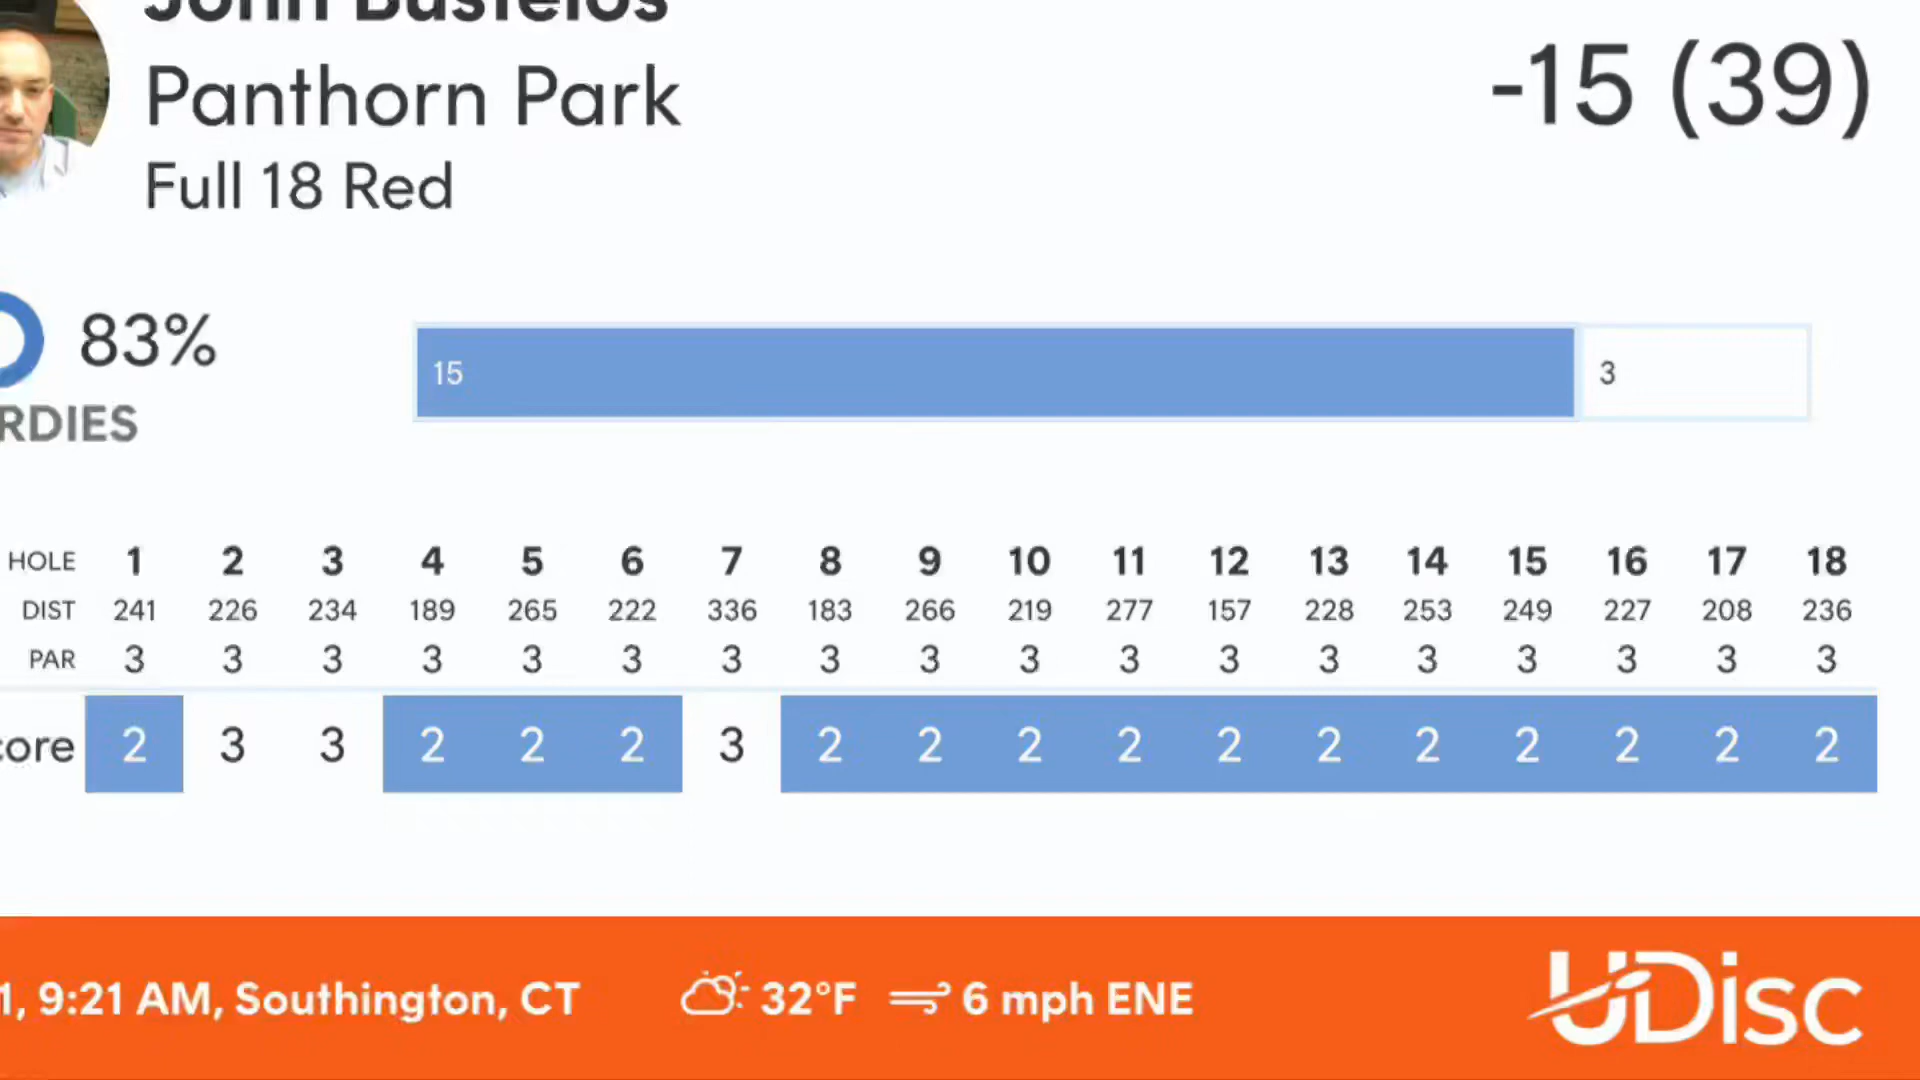 John Bustelos
Panthorn Park
Full 18 Red
-15 (39)
83%
RDIES
15 3
HOLE 1 2 3 4 5 6 7 8 9 10 11 12 13 14 15 16 17 18
DIST 241 226 234 189 265 222 336 183 266 219 277 157 228 253 249 227 208 236
PAR 3 3 3 3 3 3 3 3 3 3 3 3 3 3 3 3 3 3
core 2 3 3 2 2 2 3 2 2 2 2 2 2 2 2 2 2 2
1, 9:21 AM, Southington, CT 32°F 6 mph ENE
UDisc